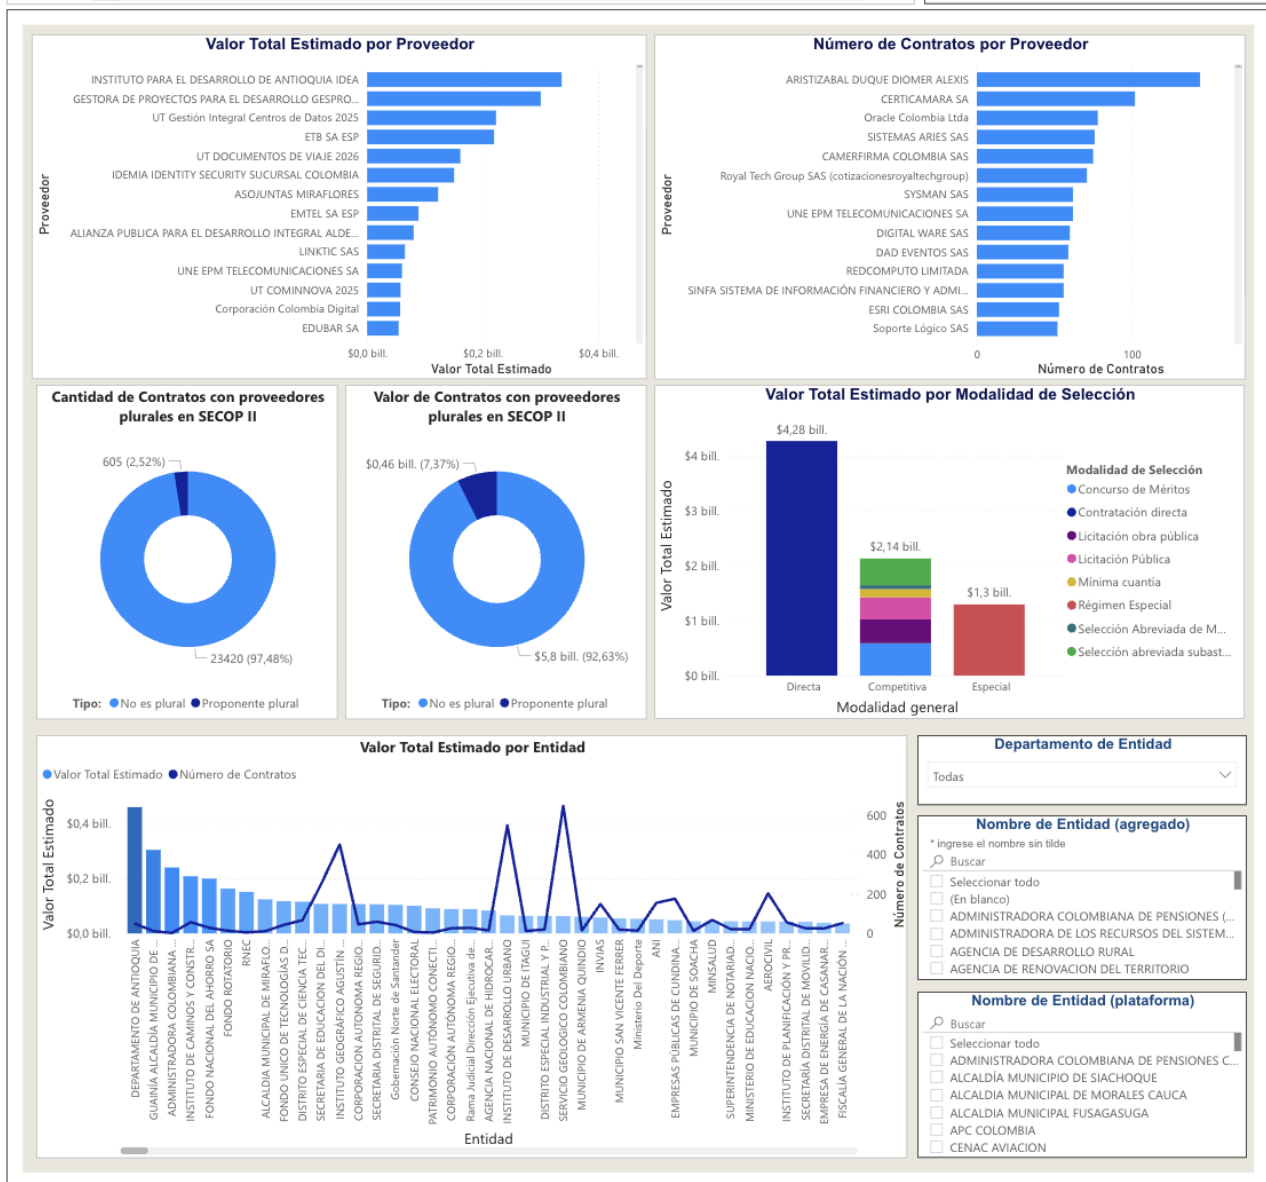 Valor Total Estimado por Proveedor
Proveedor
INSTITUTO PARA EL DESARROLLO DE ANTIOQUIA IDEA
GESTORA DE PROYECTOS PARA EL DESARROLLO GESPRO...
UT Gestión Integral Centros de Datos 2025
ETB SA ESP
UT DOCUMENTOS DE VIAJE 2026
IDEMIA IDENTITY SECURITY SUCURSAL COLOMBIA
ASOJUNTAS MIRAFLORES
EMTEL SA ESP
ALIANZA PUBLICA PARA EL DESARROLLO INTEGRAL ALDE...
LINKTIC SAS
UNE EPM TELECOMUNICACIONES SA
UT COMINNOVA 2025
Corporación Colombia Digital
EDUBAR SA
$0,0 bill.
$0,2 bill.
$0,4 bill.
Valor Total Estimado
Número de Contratos por Proveedor
Proveedor
ARISTIZABAL DUQUE DIOMER ALEXIS
CERTICAMARA SA
Oracle Colombia Ltda
SISTEMAS ARIES SAS
CAMERFIRMA COLOMBIA SAS
Royal Tech Group SAS (cotizacionesroyaltechgroup)
SYSMAN SAS
UNE EPM TELECOMUNICACIONES SA
DIGITAL WARE SAS
DAD EVENTOS SAS
REDCOMPUTO LIMITADA
SINFA SISTEMA DE INFORMACIÓN FINANCIERO Y ADMI...
ESRI COLOMBIA SAS
Soporte Lógico SAS
0
100
Número de Contratos
Cantidad de Contratos con proveedores
plurales en SECOP II
605 (2,52%)
23420 (97,48%)
Tipo: No es plural Proponente plural
Valor de Contratos con proveedores
plurales en SECOP II
$0,46 bill. (7,37%)
$5,8 bill. (92,63%)
Tipo: No es plural Proponente plural
Valor Total Estimado por Modalidad de Selección
Valor Total Estimado
$4 bill.
$3 bill.
$2 bill.
$1 bill.
$0 bill.
$4,28 bill.
$2,14 bill.
$1,3 bill.
Directa
Competitiva
Especial
Modalidad general
Modalidad de Selección
Concurso de Méritos
Contratación directa
Licitación obra pública
Licitación Pública
Mínima cuantía
Régimen Especial
Selección Abreviada de M...
Selección abreviada subast...
Valor Total Estimado por Entidad
Valor Total Estimado Número de Contratos
Valor Total Estimado
$0,4 bill.
$0,2 bill.
$0,0 bill.
600
400
200
0
Número de Contratos
DEPARTAMENTO DE ANTIOQUIA
GUAINÍA ALCALDÍA MUNICIPIO DE ...
ADMINISTRADORA COLOMBIANA ...
INSTITUTO DE CAMINOS Y CONSTR...
FONDO NACIONAL DEL AHORRO SA
FONDO ROTATORIO
RNEC
ALCALDIA MUNICIPAL DE MIRAFLO...
FONDO UNICO DE TECNOLOGÍAS D...
DISTRITO ESPECIAL DE CIENCIA TEC...
SECRETARIA DE EDUCACION DEL DI...
INSTITUTO GEOGRÁFICO AGUSTÍN ...
CORPORACION AUTONOMA REGIO...
SECRETARIA DISTRITAL DE SEGURID...
Gobernación Norte de Santander
CONSEJO NACIONAL ELECTORAL
PATRIMONIO AUTONOMO CONECTI...
CORPORACIÓN AUTÓNOMA REGIO...
Rama Judicial Dirección Ejecutiva de...
AGENCIA NACIONAL DE HIDROCAR...
INSTITUTO DE DESARROLLO URBANO
MUNICIPIO DE ITAGUI
DISTRITO ESPECIAL INDUSTRIAL Y P...
SERVICIO GEOLOGICO COLOMBIANO
MUNICIPIO DE ARMENIA QUINDIO
INVIAS
MUNICIPIO SAN VICENTE FERRER
Ministerio Del Deporte
ANI
EMPRESAS PÚBLICAS DE CUNDINA...
MUNICIPIO DE SOACHA
MINSALUD
SUPERINTENDENCIA DE NOTARIAD...
MINISTERIO DE EDUCACION NACIO...
AEROCIVIL
INSTITUTO DE PLANIFICACIÓN Y PR...
SECRETARÍA DISTRITAL DE MOVILID...
EMPRESA DE ENERGÍA DE CASANAR...
FISCALÍA GENERAL DE LA NACIÓN ...
Entidad
Departamento de Entidad
Todas
Nombre de Entidad (agregado)
* ingrese el nombre sin tilde
Buscar
Seleccionar todo
(En blanco)
ADMINISTRADORA COLOMBIANA DE PENSIONES (...
ADMINISTRADORA DE LOS RECURSOS DEL SISTEM...
AGENCIA DE DESARROLLO RURAL
AGENCIA DE RENOVACION DEL TERRITORIO
Nombre de Entidad (plataforma)
Buscar
Seleccionar todo
ADMINISTRADORA COLOMBIANA DE PENSIONES C...
ALCALDÍA MUNICIPIO DE SIACHOQUE
ALCALDIA MUNICIPAL DE MORALES CAUCA
ALCALDIA MUNICIPAL FUSAGASUGA
APC COLOMBIA
CENAC AVIACION